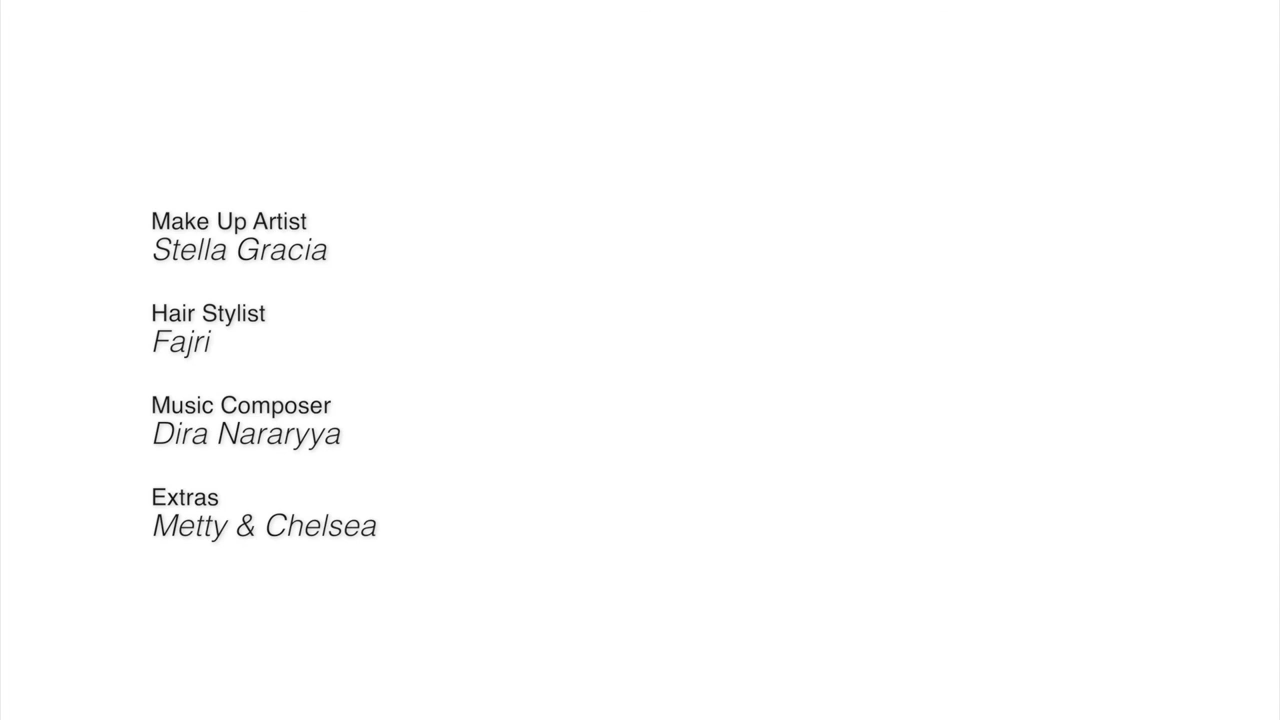 Make Up Artist
Stella Gracia
Hair Stylist
Fajri
Music Composer
Dira Nararyya
Extras
Metty & Chelsea